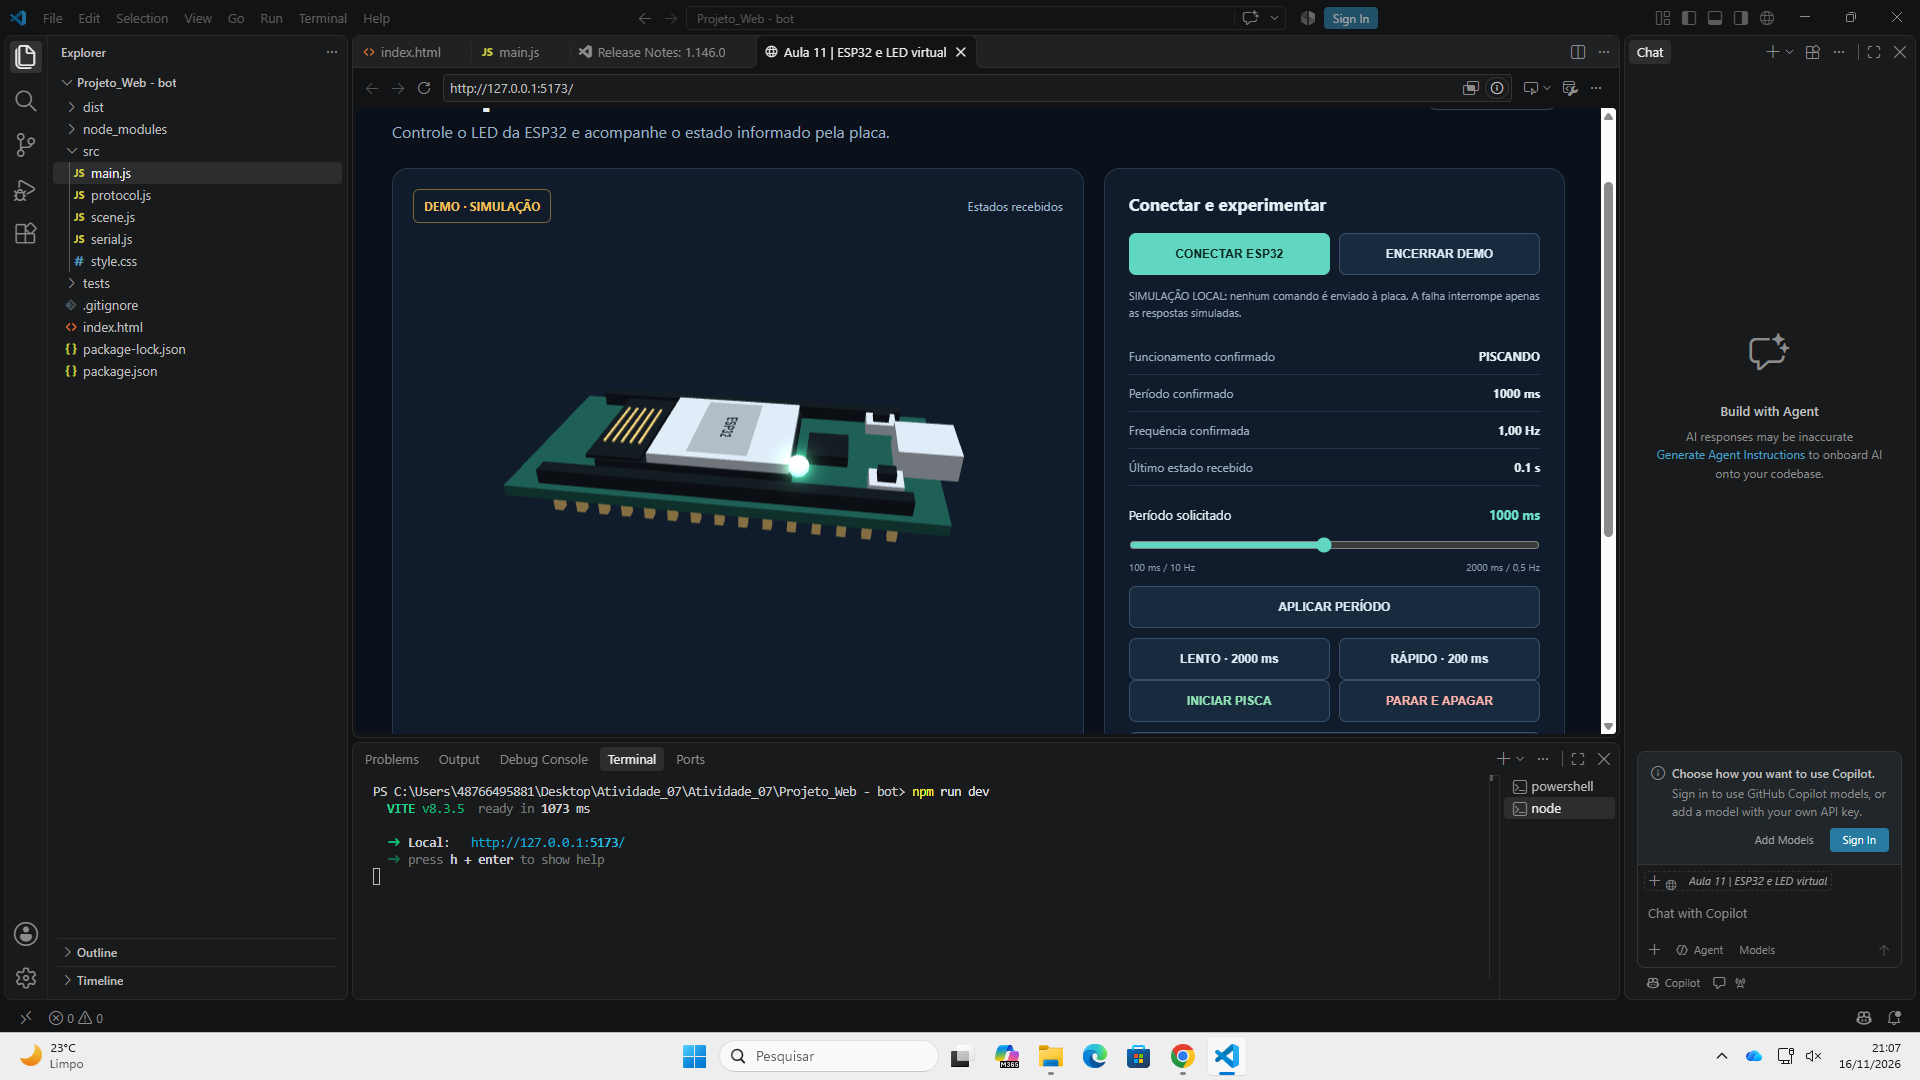 File Edit Selection View Go Run Terminal Help
Projeto_Web - bot
Sign In
Explorer
Projeto_Web - bot
dist
node_modules
src
JS main.js
JS protocol.js
JS scene.js
JS serial.js
# style.css
tests
.gitignore
<> index.html
{} package-lock.json
{} package.json
Outline
Timeline
<> index.html
JS main.js
Release Notes: 1.146.0
Aula 11 | ESP32 e LED virtual
http://127.0.0.1:5173/
Controle o LED da ESP32 e acompanhe o estado informado pela placa.
DEMO · SIMULAÇÃO
Estados recebidos
ESP32
Conectar e experimentar
CONECTAR ESP32
ENCERRAR DEMO
SIMULAÇÃO LOCAL: nenhum comando é enviado à placa. A falha interrompe apenas
as respostas simuladas.
Funcionamento confirmado PISCANDO
Período confirmado 1000 ms
Frequência confirmada 1,00 Hz
Último estado recebido 0.1 s
Período solicitado 1000 ms
100 ms / 10 Hz 2000 ms / 0,5 Hz
APLICAR PERÍODO
LENTO · 2000 ms
RÁPIDO · 200 ms
INICIAR PISCA
PARAR E APAGAR
Problems Output Debug Console Terminal Ports
PS C:\Users\48766495881\Desktop\Atividade_07\Atividade_07\Projeto_Web - bot> npm run dev
VITE v8.3.5 ready in 1073 ms
➜ Local: http://127.0.0.1:5173/
➜ press h + enter to show help
powershell
node
Chat
Build with Agent
AI responses may be inaccurate
Generate Agent Instructions to onboard AI
onto your codebase.
Choose how you want to use Copilot.
Sign in to use GitHub Copilot models, or
add a model with your own API key.
Add Models
Sign In
Aula 11 | ESP32 e LED virtual
Chat with Copilot
Agent Models
Copilot
0 0
23°C
Limpo
Pesquisar
M365
21:07
16/11/2026